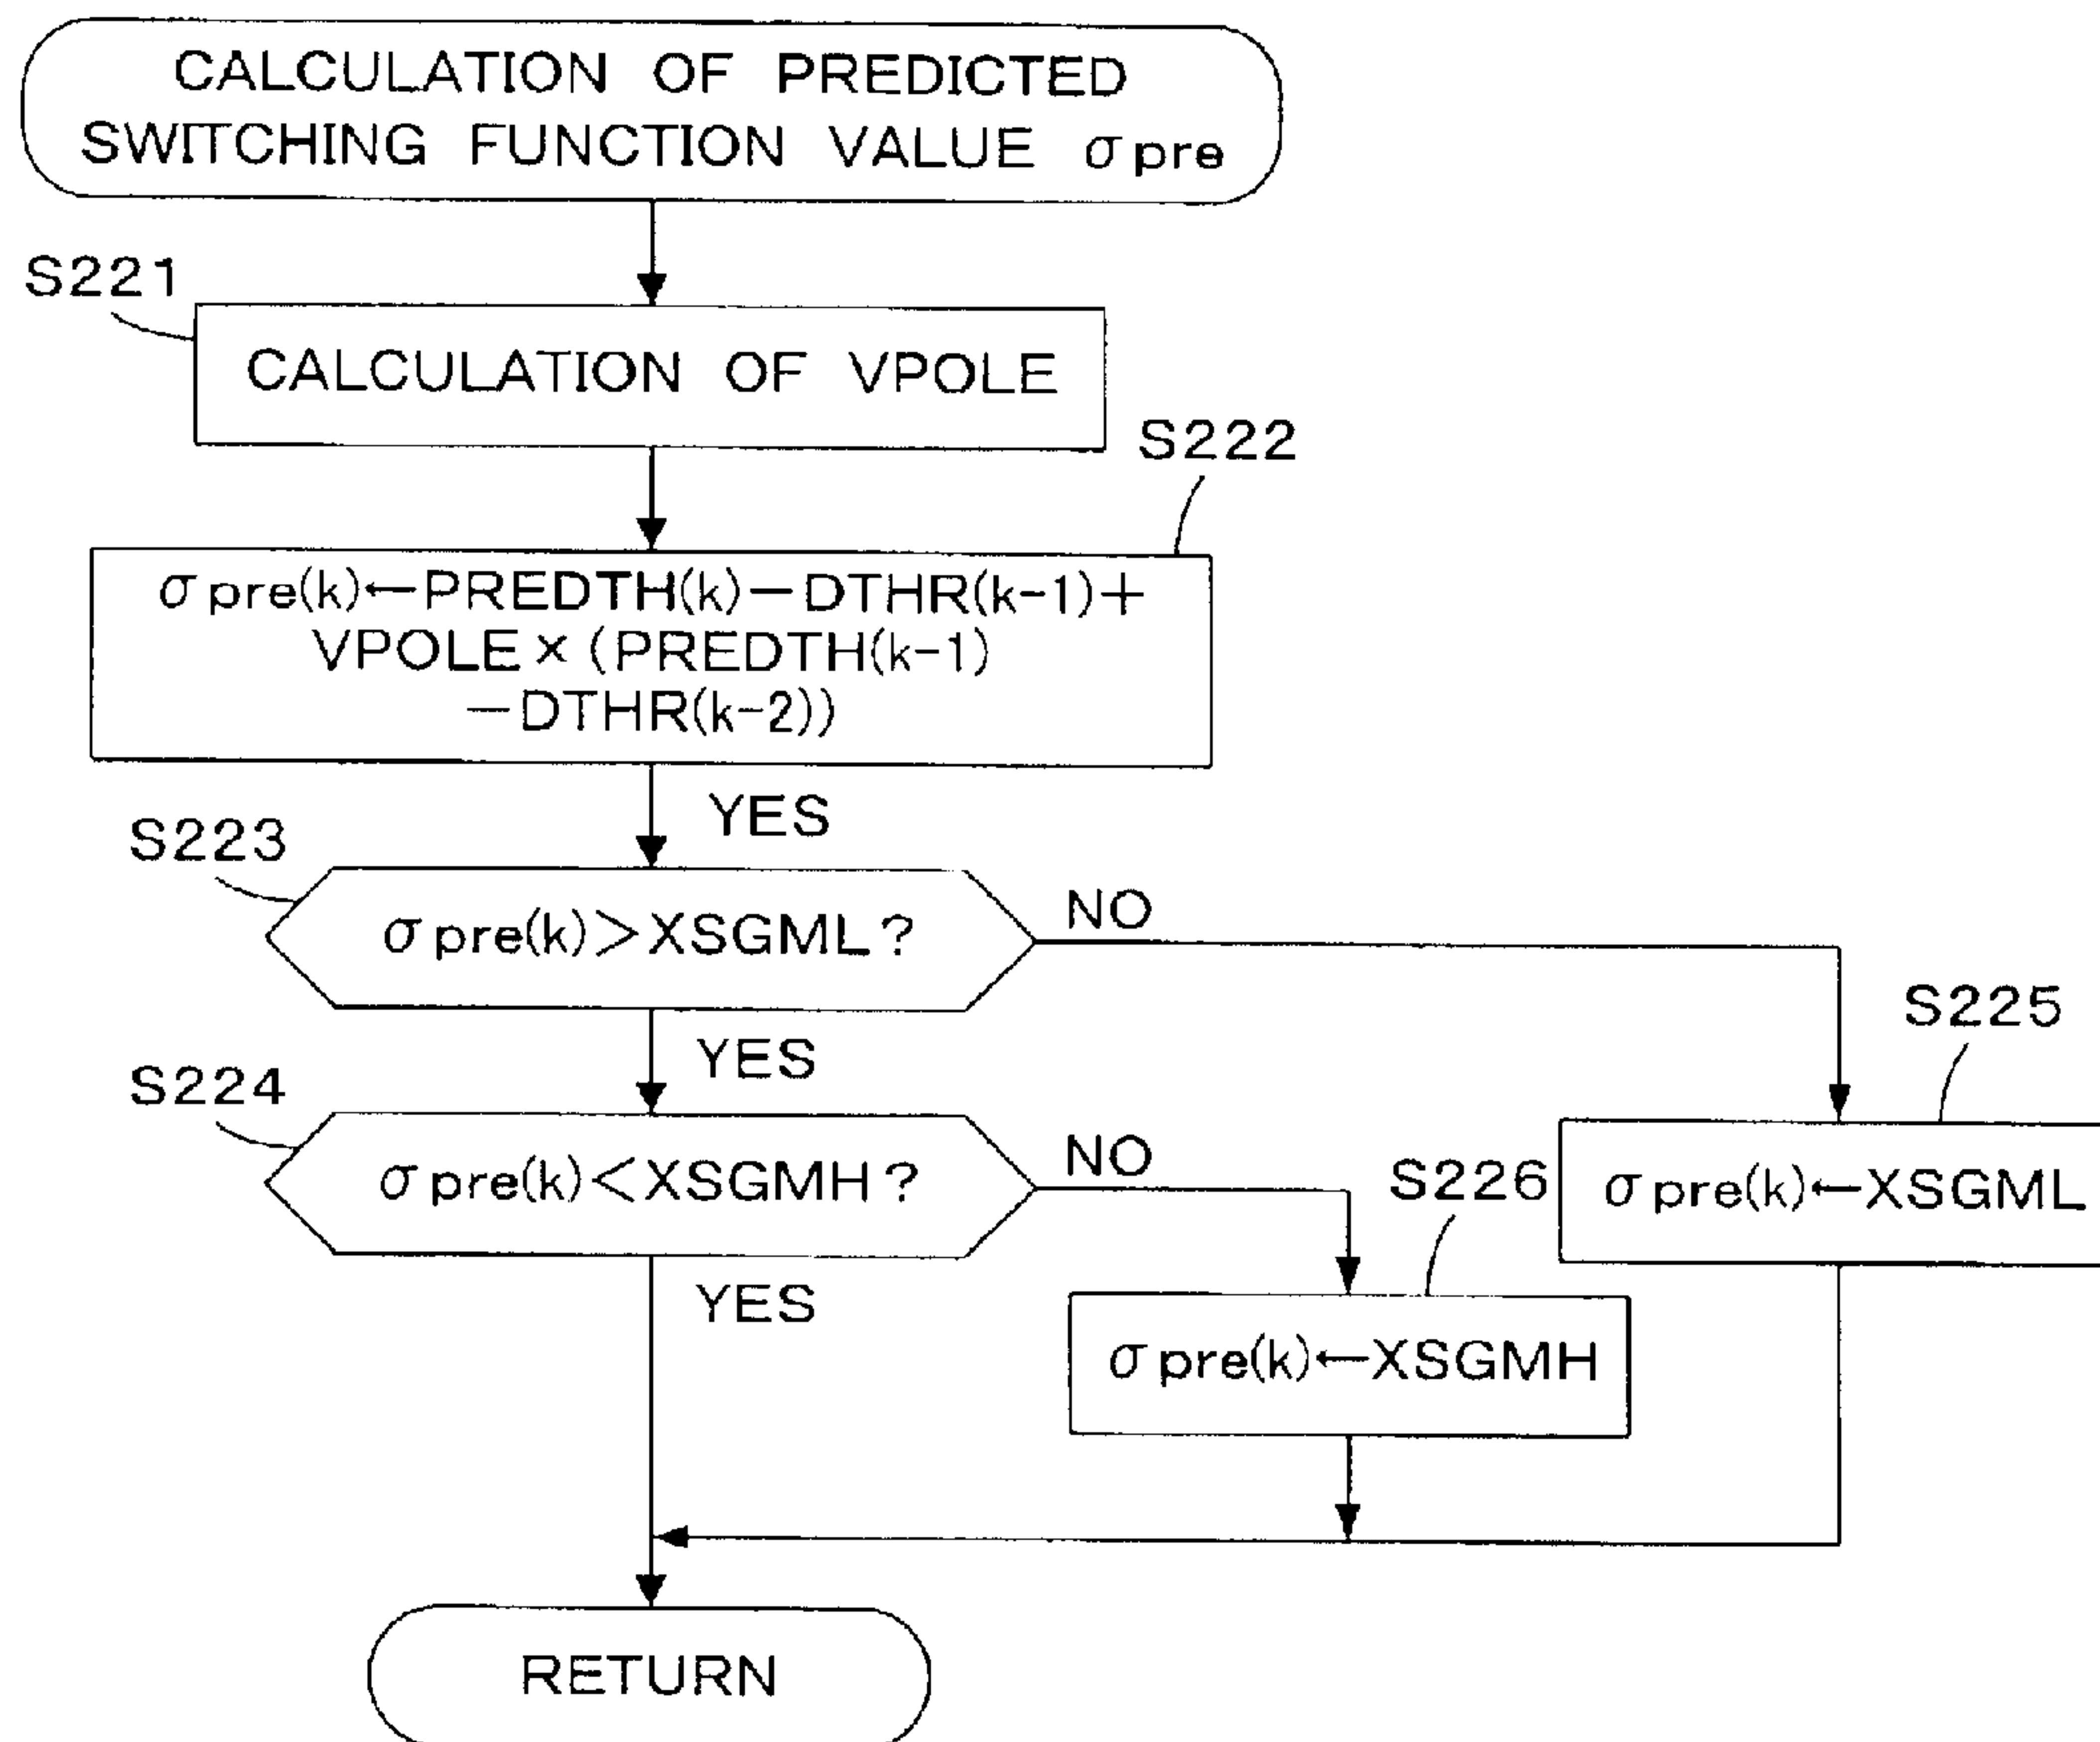 CALCULATION OF PREDICTED
SWITCHING FUNCTION VALUE σpre
S221
CALCULATION OF VPOLE
S222
σpre(k)←PREDTH(k)−DTHR(k-1)+
VPOLE×(PREDTH(k-1)
−DTHR(k-2))
YES
S223
σpre(k)>XSGML?
NO
YES
S225
S224
σpre(k)<XSGMH?
NO
S226
σpre(k)←XSGML
YES
σpre(k)←XSGMH
RETURN